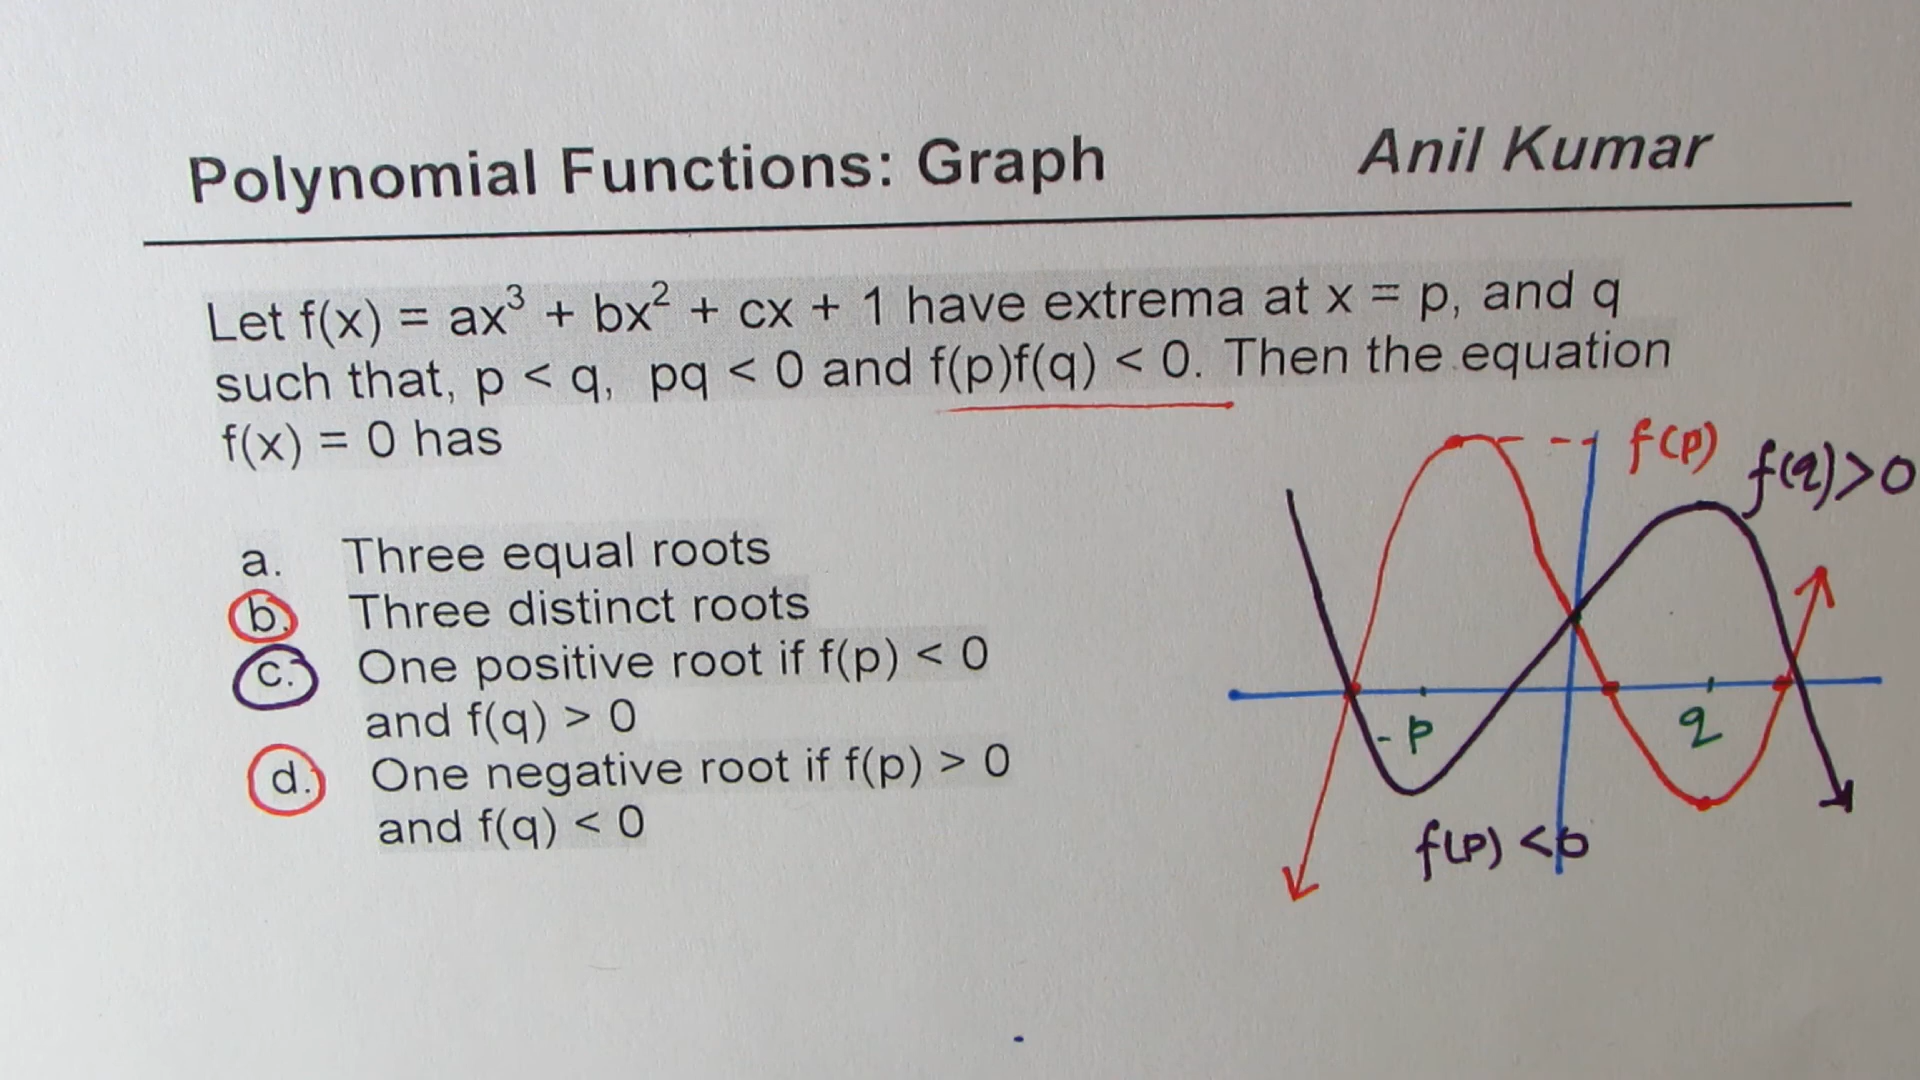 Polynomial Functions: Graph Anil Kumar
Let f(x) = ax³ + bx² + cx + 1 have extrema at x = p, and q
such that, p < q, pq < 0 and f(p)f(q) < 0. Then the equation
f(x) = 0 has
a. Three equal roots
b. Three distinct roots
c. One positive root if f(p) < 0
and f(q) > 0
d. One negative root if f(p) > 0
and f(q) < 0
f(p)
f(q)>0
-p
q
f(p) <0